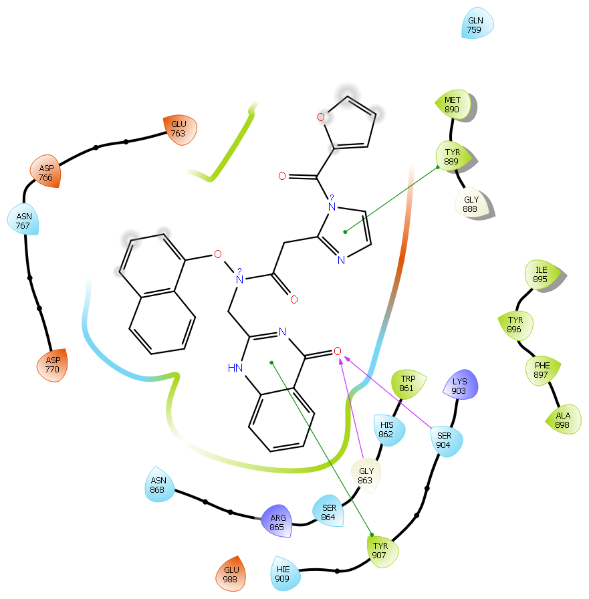 GLN
759
MET
890
TYR
889
GLY
888
GLU
763
ASP
766
ASN
767
ASP
770
O
O
N
?
N
O
N
?
O
N
HN
O
ILE
895
TYR
896
PHE
897
ALA
898
TRP
861
LYS
903
HIS
862
SER
904
GLY
863
ASN
868
SER
864
ARG
865
TYR
907
GLU
988
HIE
909